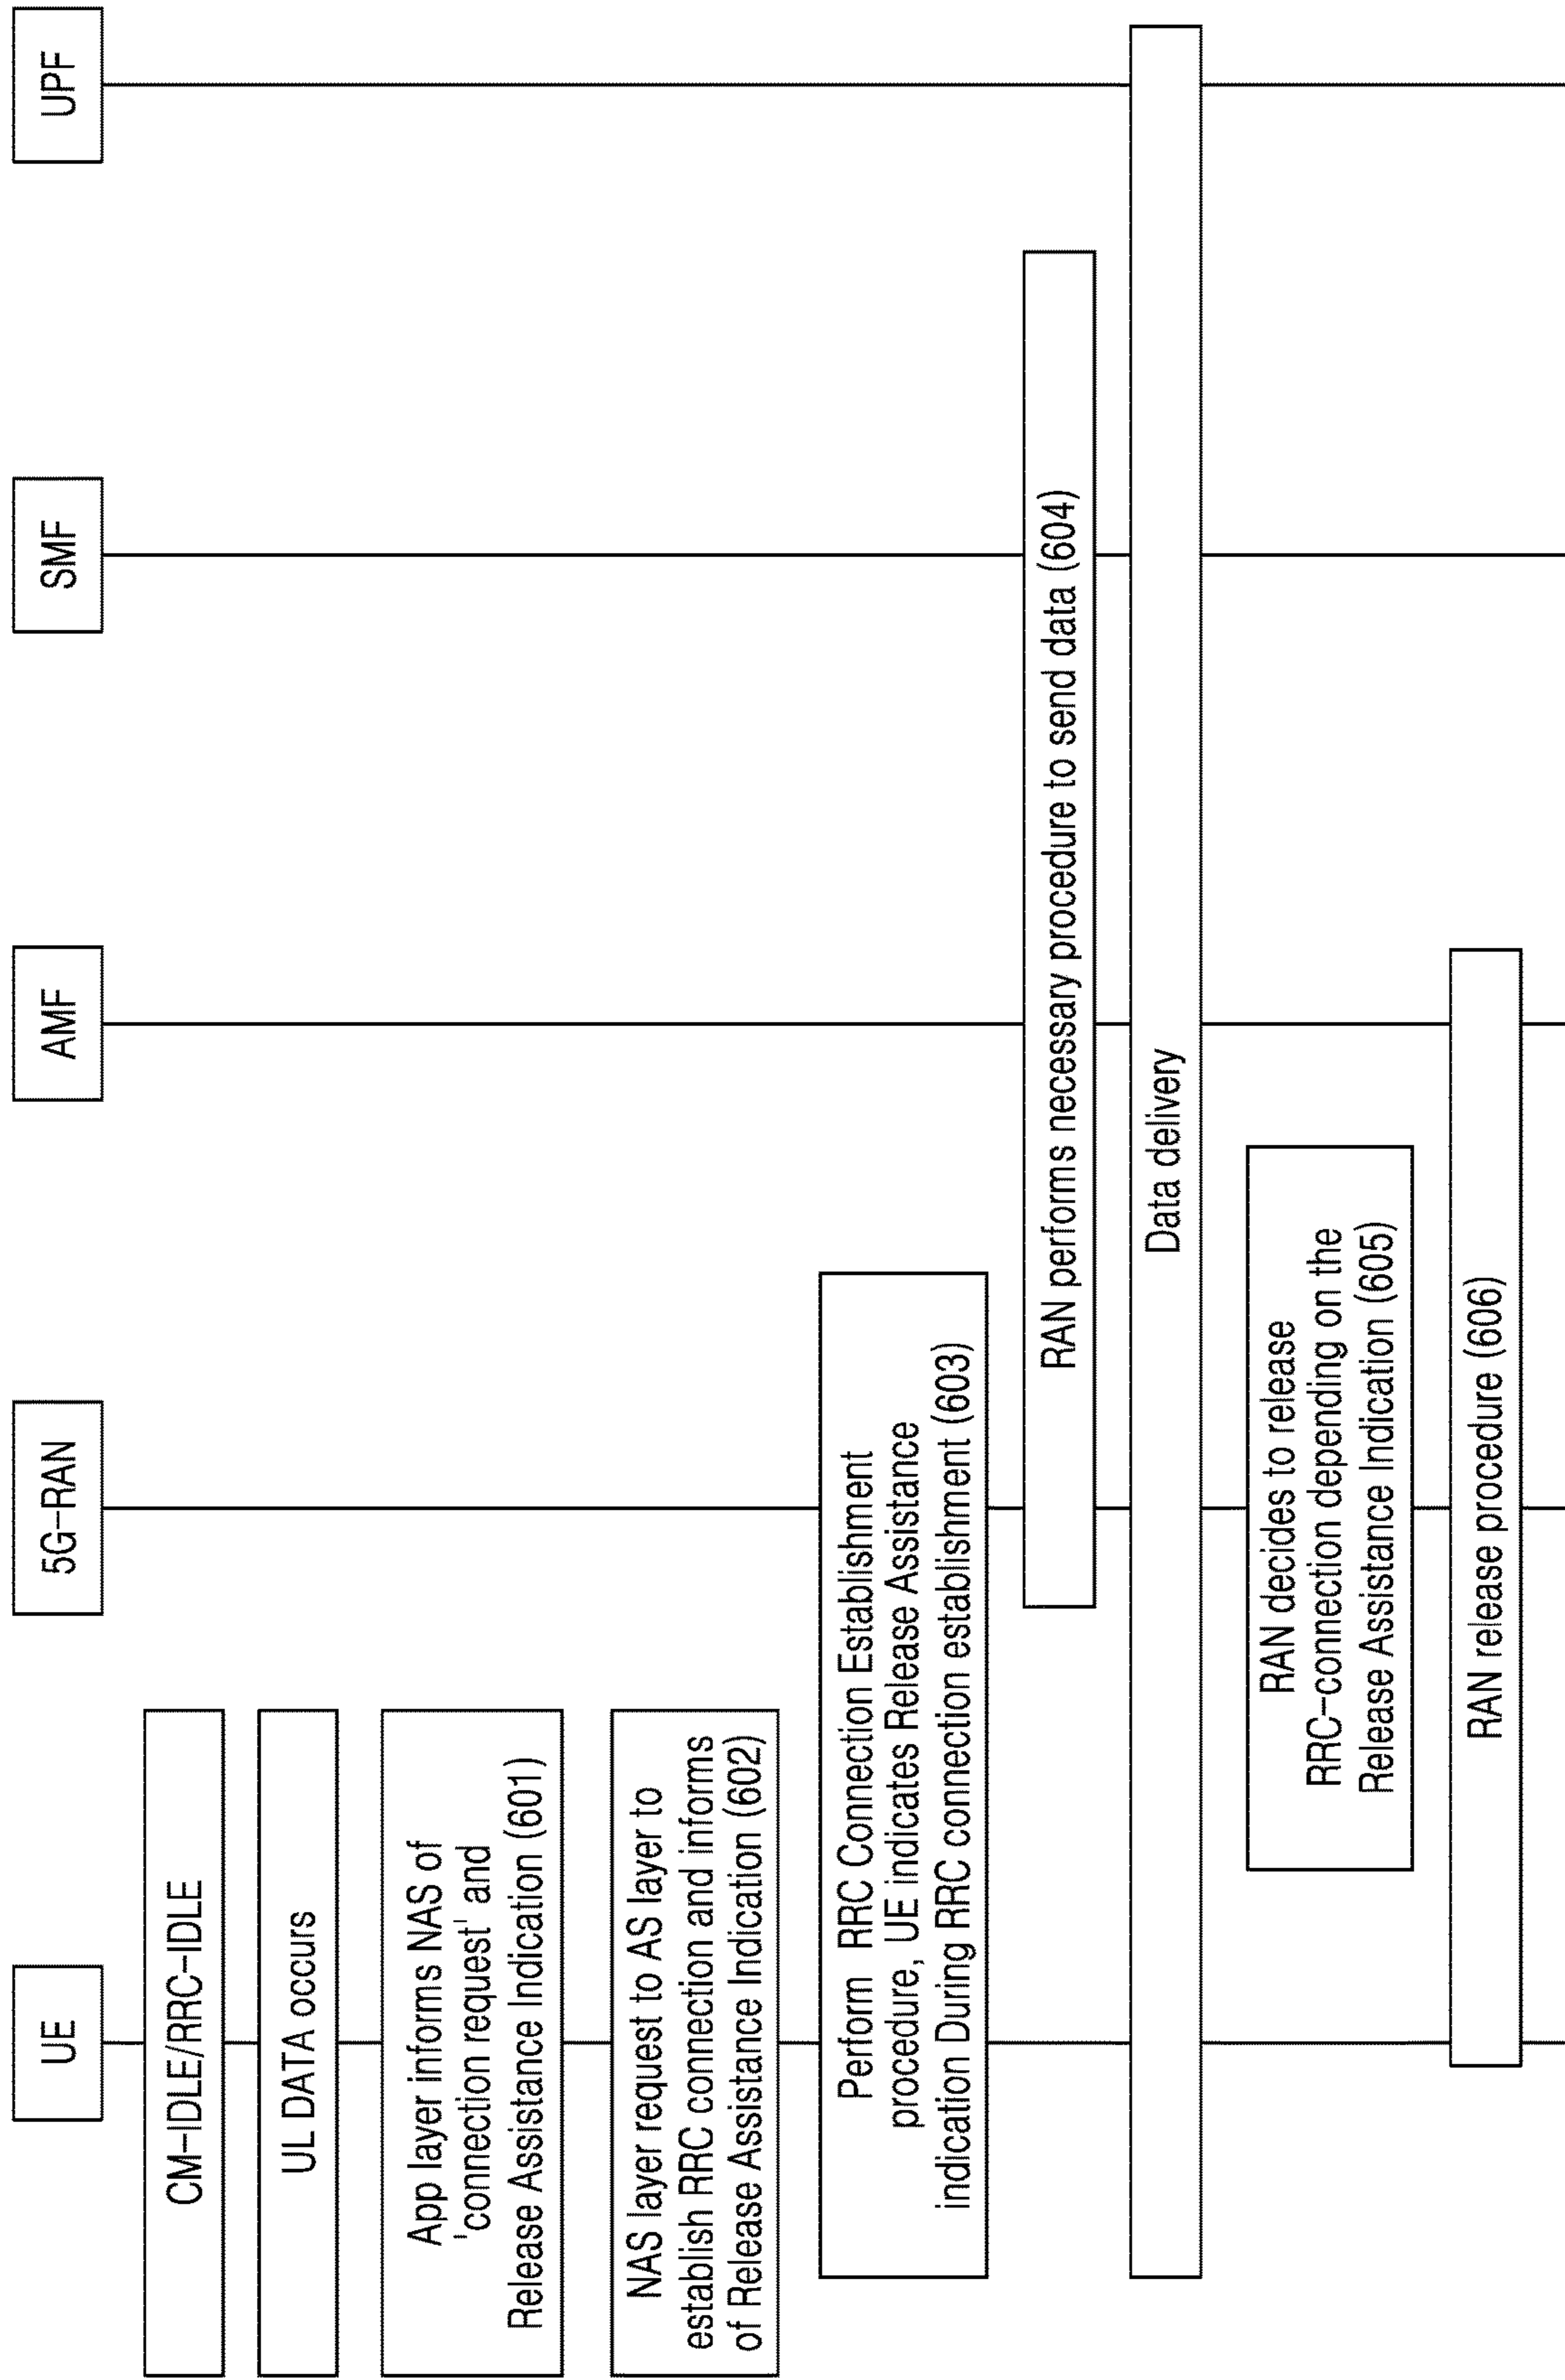 UE
5G-RAN
AMF
SMF
UPF
CM-IDLE/RRC-IDLE
UL DATA occurs
App layer informs NAS of
'connection request' and
Release Assistance Indication (601)
NAS layer request to AS layer to
establish RRC connection and informs
of Release Assistance Indication (602)
Perform RRC Connection Establishment
procedure, UE indicates Release Assistance
indication During RRC connection establishment (603)
RAN performs necessary procedure to send data (604)
Data delivery
RAN decides to release
RRC-connection depending on the
Release Assistance Indication (605)
RAN release procedure (606)